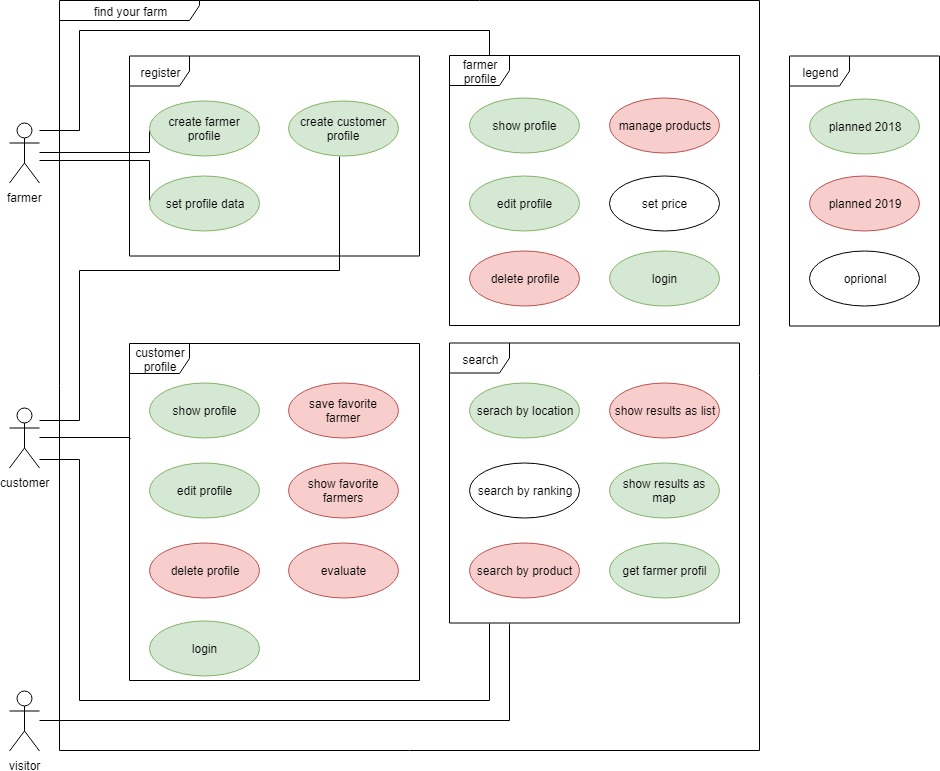 find your farm
register
create farmer
profile
create customer
profile
set profile data
farmer
farmer
profile
show profile
manage products
edit profile
set price
delete profile
login
legend
planned 2018
planned 2019
oprional
customer
profile
show profile
save favorite
farmer
edit profile
show favorite
farmers
delete profile
evaluate
login
customer
search
serach by location
show results as list
search by ranking
show results as
map
search by product
get farmer profil
visitor